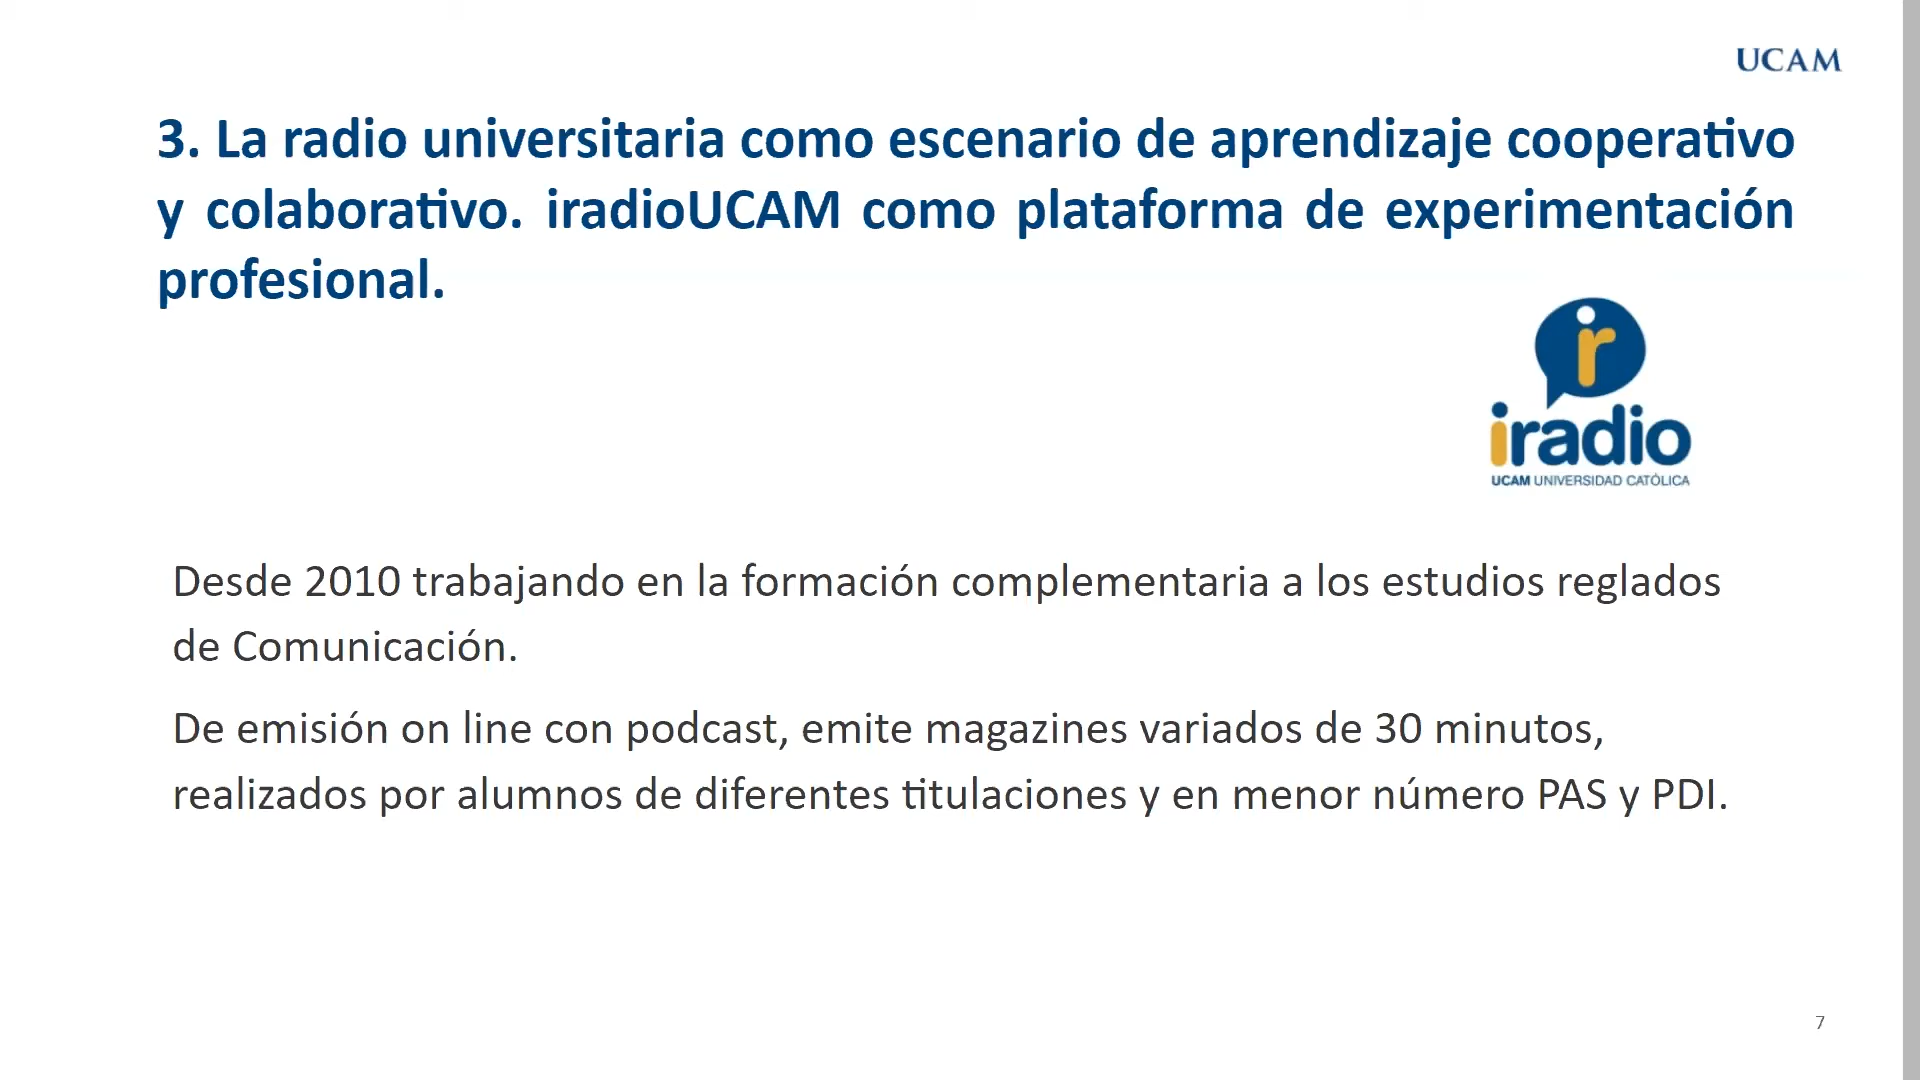 UCAM
3. La radio universitaria como escenario de aprendizaje cooperativo
y colaborativo. iradioUCAM como plataforma de experimentación
profesional.
ir
iradio
UCAM UNIVERSIDAD CATÓLICA
Desde 2010 trabajando en la formación complementaria a los estudios reglados
de Comunicación.
De emisión on line con podcast, emite magazines variados de 30 minutos,
realizados por alumnos de diferentes titulaciones y en menor número PAS y PDI.
7